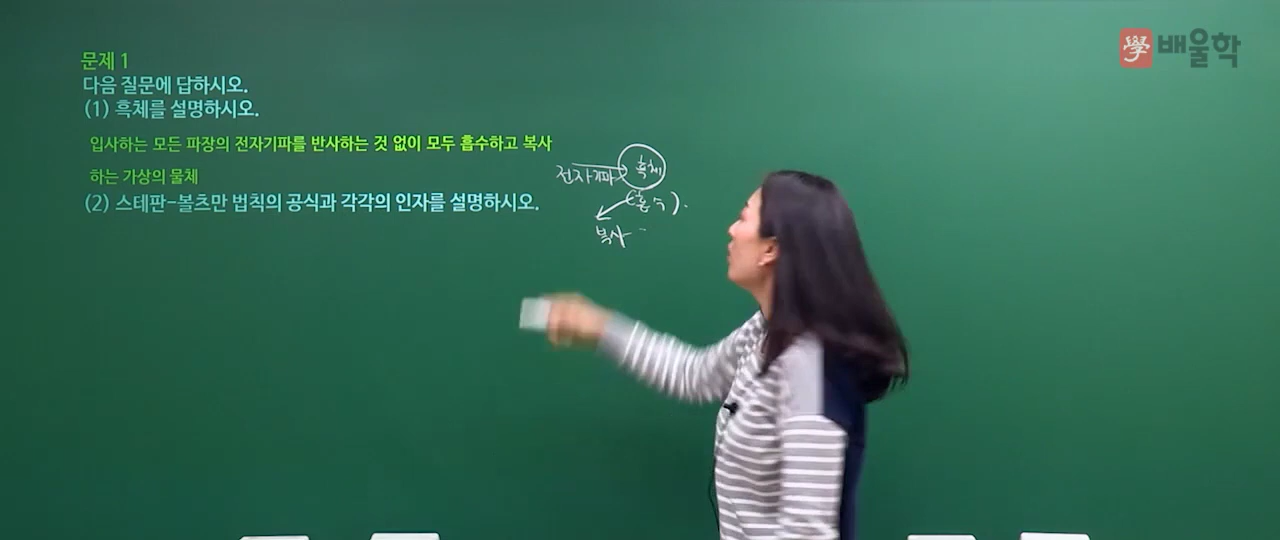 學 배울학
문제 1
다음 질문에 답하시오.
(1) 흑체를 설명하시오.
입사하는 모든 파장의 전자기파를 반사하는 것 없이 모두 흡수하고 복사
하는 가상의 물체
(2) 스테판-볼츠만 법칙의 공식과 각각의 인자를 설명하시오.
전자기파 흑체
(흡수).
복사